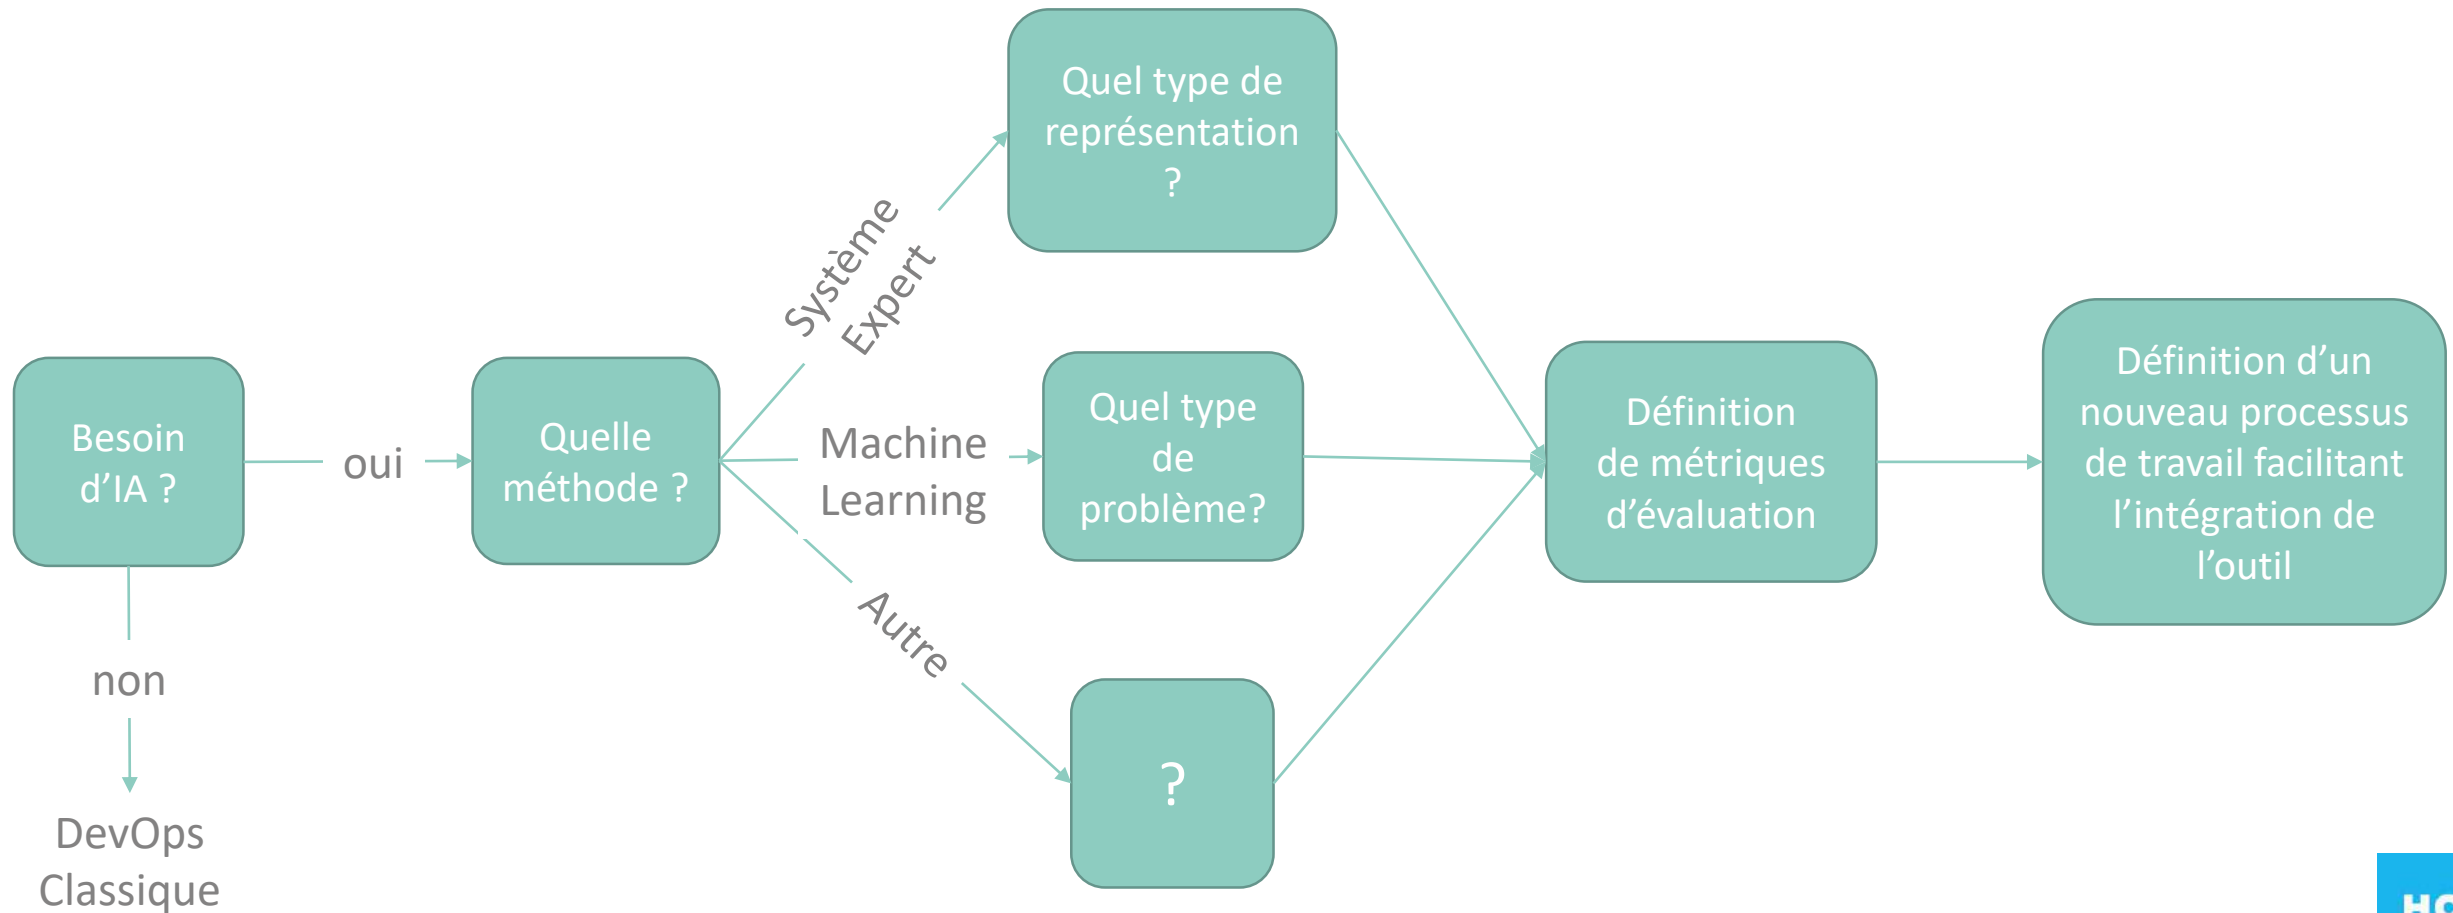 Besoin
d'IA ?
oui
non
DevOps
Classique
Quelle
méthode ?
Système
Expert
Machine
Learning
Autre
Quel type de
représentation
?
Quel type
de
problème?
?
Définition
de métriques
d'évaluation
Définition d'un
nouveau processus
de travail facilitant
l'intégration de
l'outil